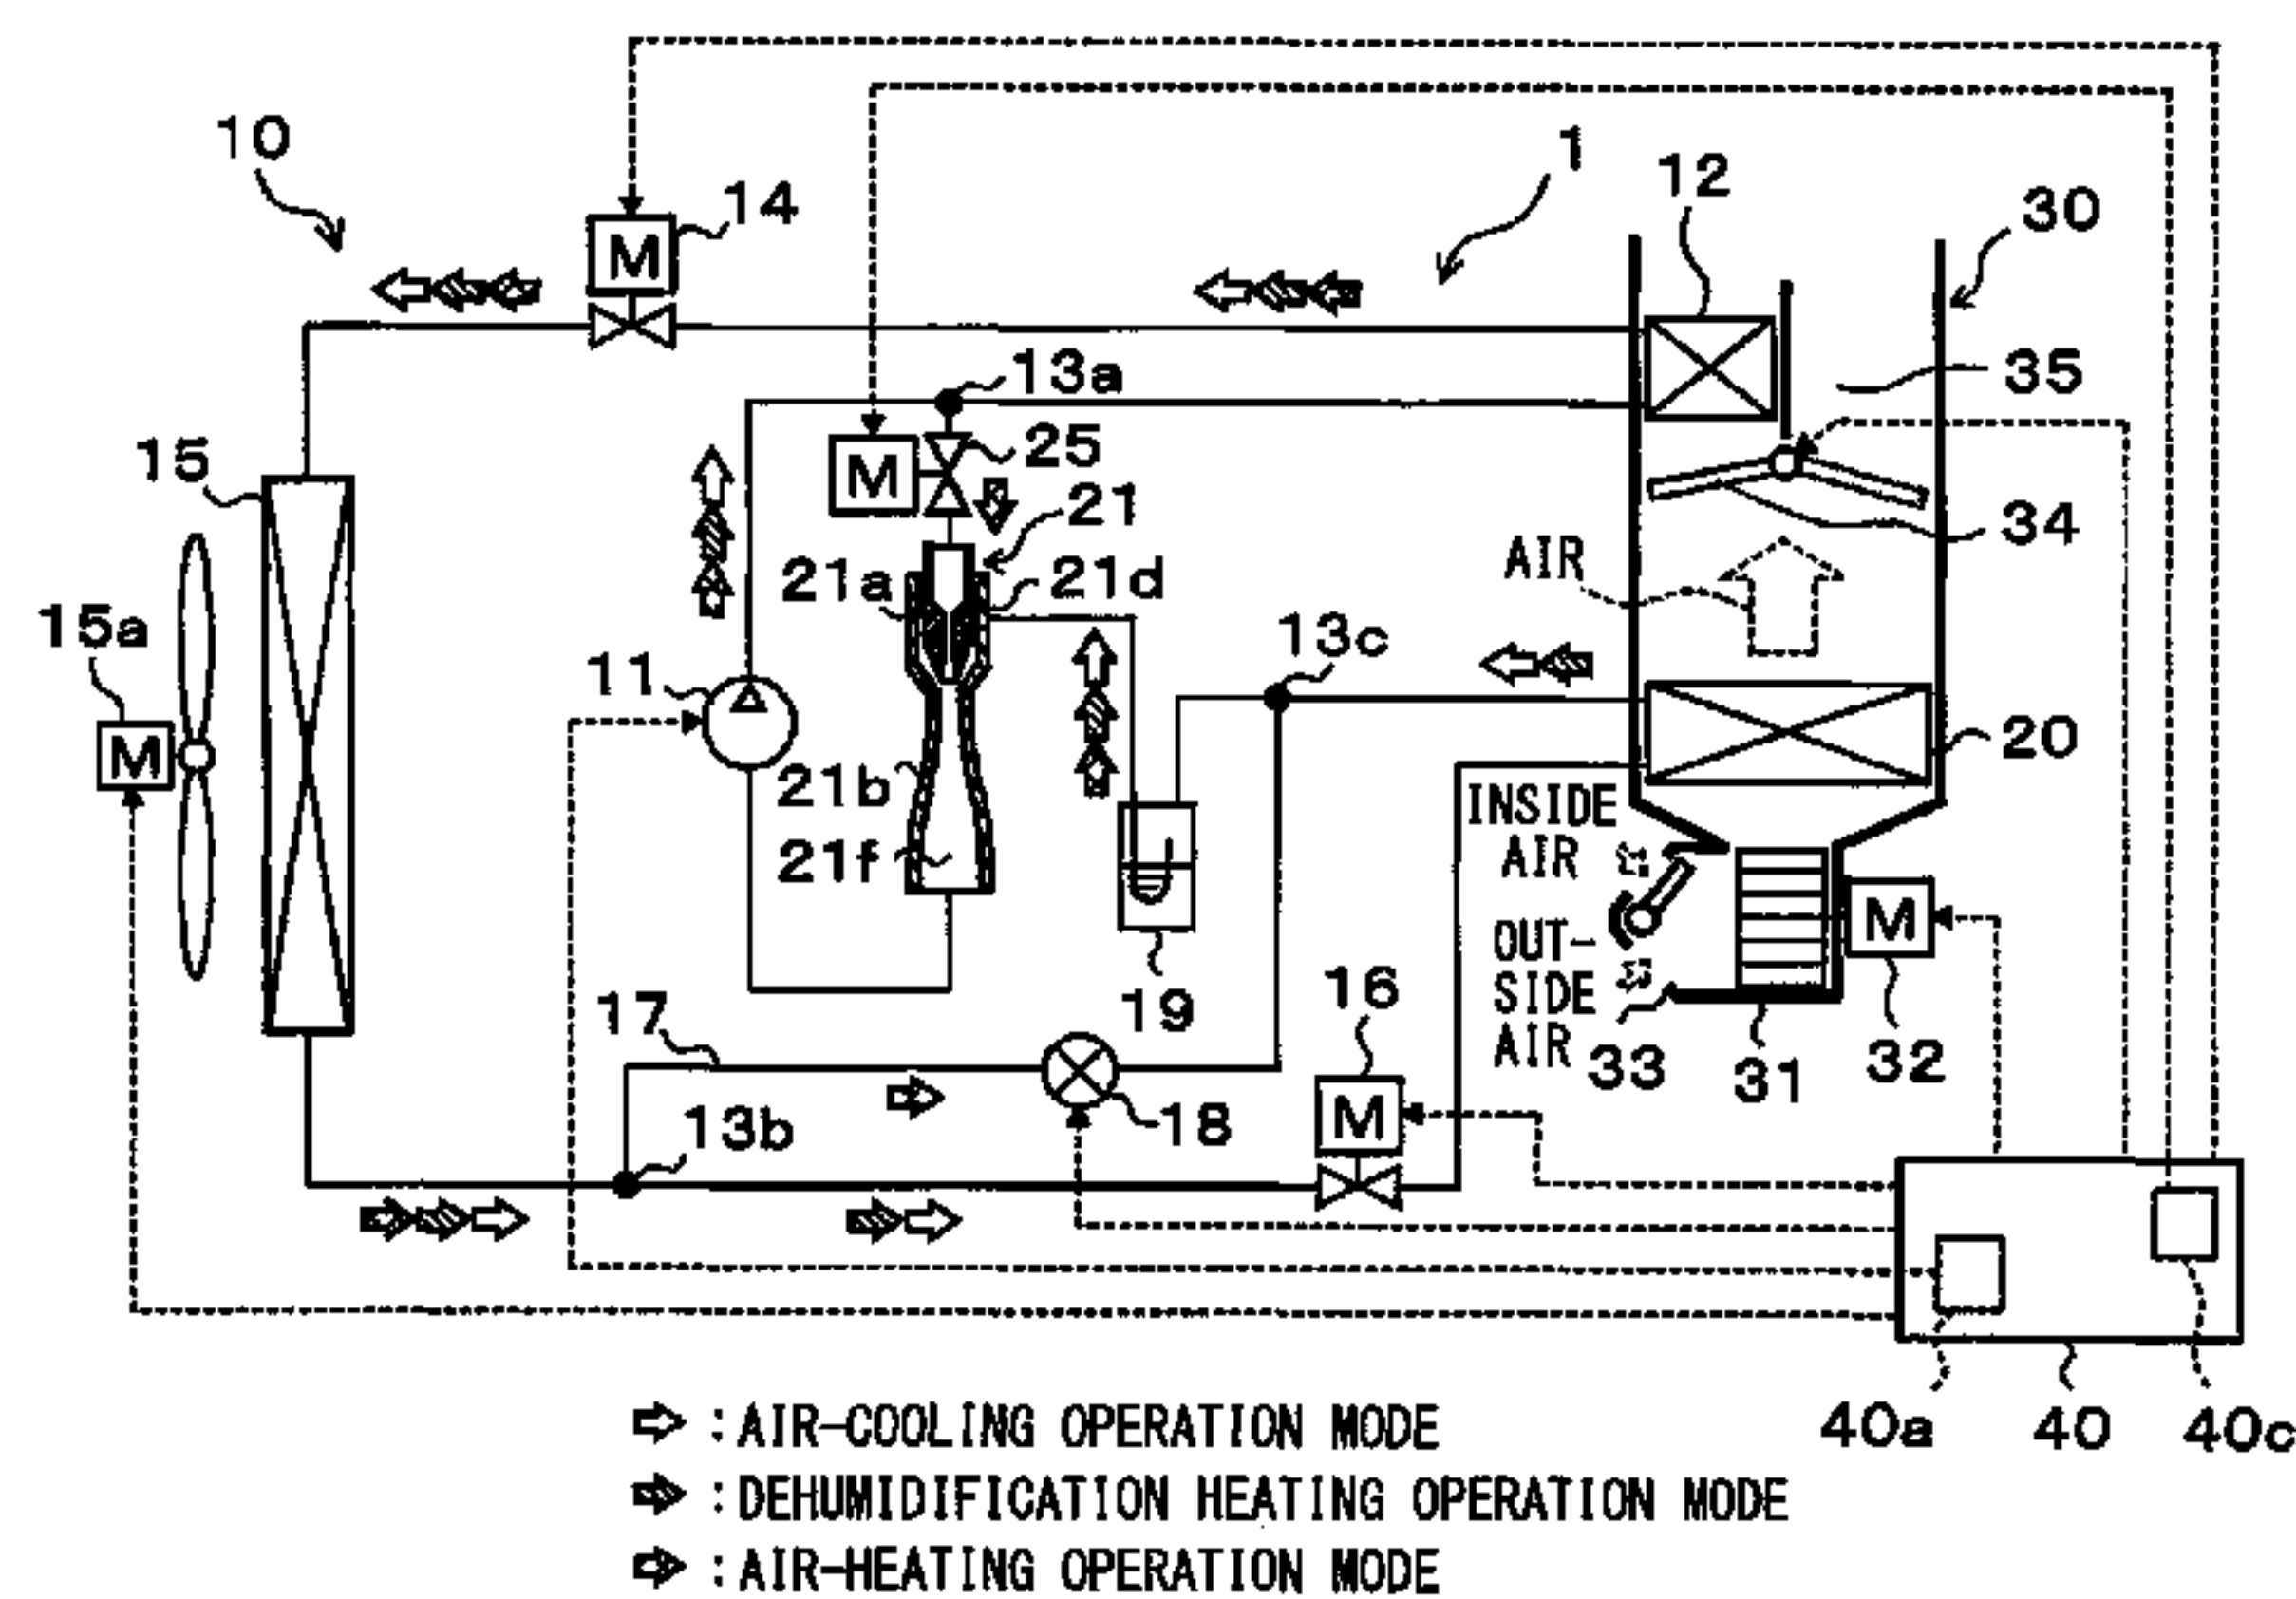 10
14
M
1
12
30
13a
35
15
25
M
21
34
21a
21d
AIR
15a
13c
11
M
20
21b
INSIDE
AIR
21f
M
OUT-
SIDE
AIR
16
19
17
33
31
32
M
13b
18
40a
40
40c
: AIR-COOLING OPERATION MODE
: DEHUMIDIFICATION HEATING OPERATION MODE
: AIR-HEATING OPERATION MODE